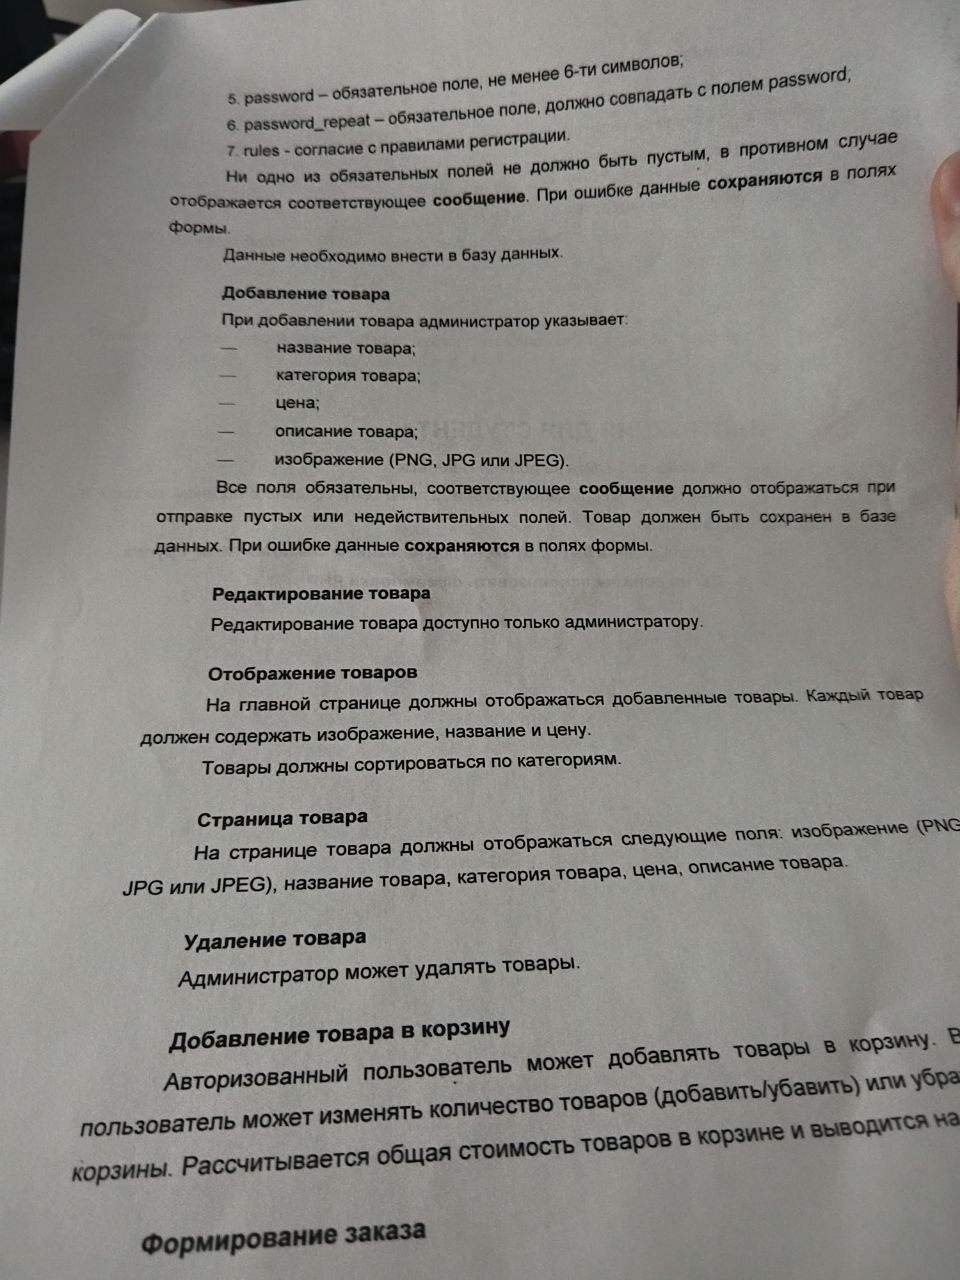 5. password – обязательное поле, не менее 6-ти символов;
6. password_repeat – обязательное поле, должно совпадать с полем password;
7. rules - согласие с правилами регистрации.
Ни одно из обязательных полей не должно быть пустым, в противном случае
отображается соответствующее сообщение. При ошибке данные сохраняются в полях
формы.
Данные необходимо внести в базу данных.
Добавление товара
При добавлении товара администратор указывает:
— название товара;
— категория товара;
— цена;
— описание товара;
— изображение (PNG, JPG или JPEG).
Все поля обязательны, соответствующее сообщение должно отображаться при
отправке пустых или недействительных полей. Товар должен быть сохранен в базе
данных. При ошибке данные сохраняются в полях формы.
Редактирование товара
Редактирование товара доступно только администратору.
Отображение товаров
На главной странице должны отображаться добавленные товары. Каждый товар
должен содержать изображение, название и цену.
Товары должны сортироваться по категориям.
Страница товара
На странице товара должны отображаться следующие поля: изображение (PNG
JPG или JPEG), название товара, категория товара, цена, описание товара.
Удаление товара
Администратор может удалять товары.
Добавление товара в корзину
Авторизованный пользователь может добавлять товары в корзину. В
пользователь может изменять количество товаров (добавить/убавить) или убра
корзины. Рассчитывается общая стоимость товаров в корзине и выводится на
Формирование заказа